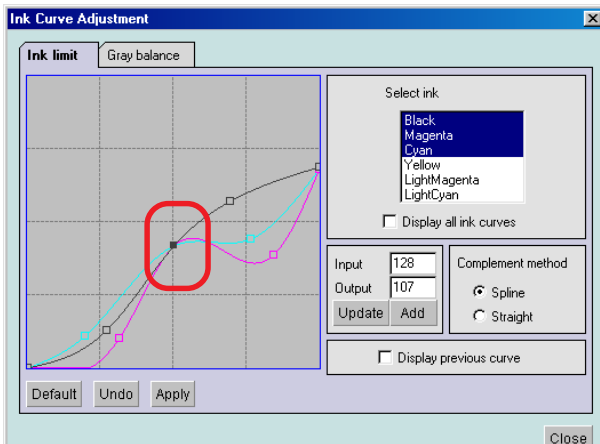 Ink Curve Adjustment
Ink limit
Gray balance
Select ink
Black
Magenta
Cyan
Yellow
LightMagenta
LightCyan
Display all ink curves
Input 128
Output 107
Update Add
Complement method
Spline
Straight
Display previous curve
Default Undo Apply
Close